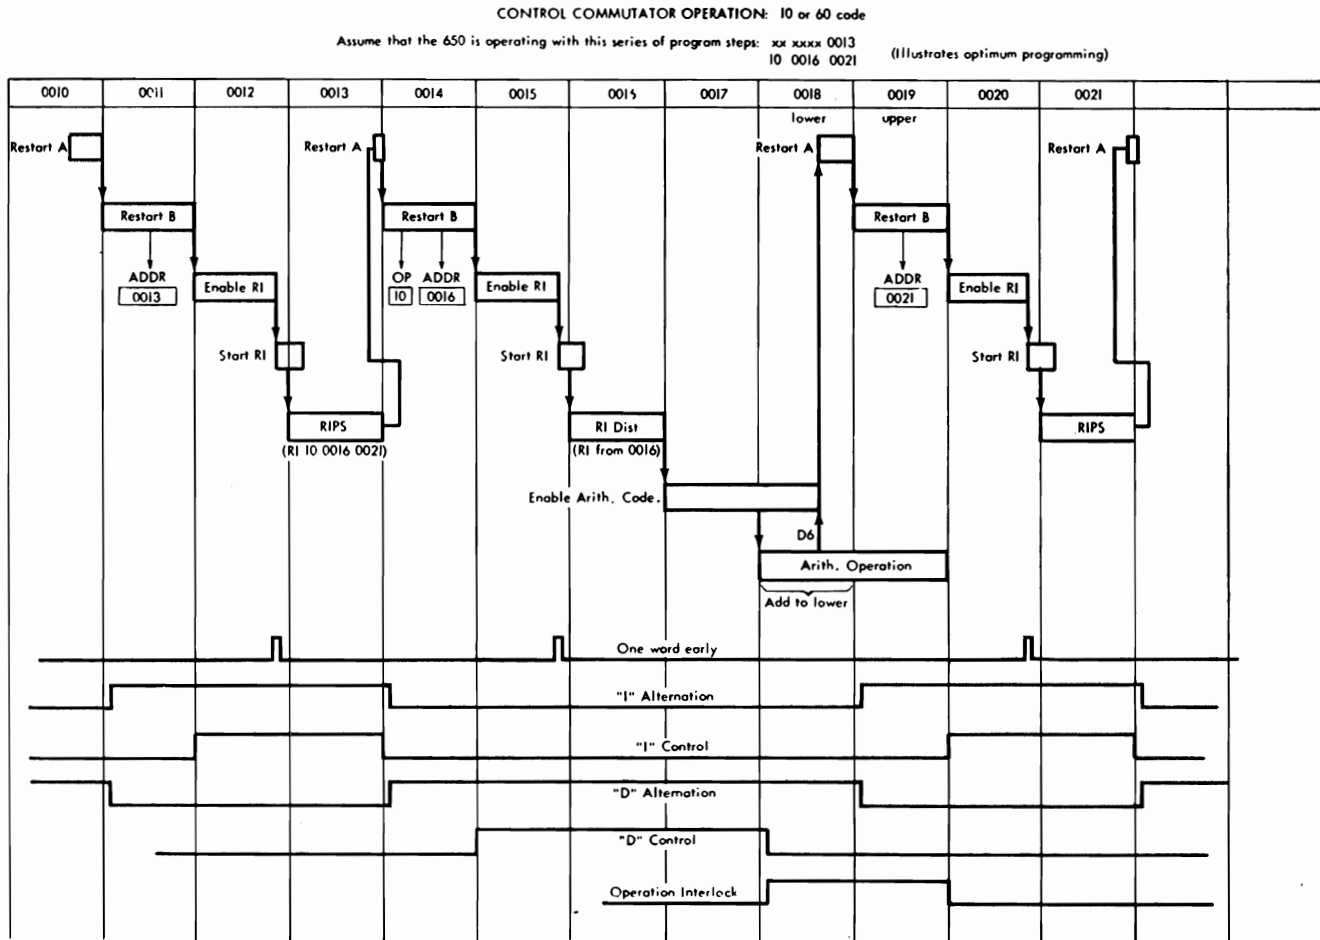 CONTROL COMMUTATOR OPERATION: 10 or 60 code
Assume that the 650 is operating with this series of program steps: xx xxxx 0013
10 0016 0021 (Illustrates optimum programming)
0010 0011 0012 0013 0014 0015 0016 0017 0018 0019 0020 0021
lower upper
Restart A Restart A Restart A Restart A
Restart B Restart B Restart B
ADDR OP ADDR ADDR
0013 Enable RI 10 0016 Enable RI 0021 Enable RI
Start RI Start RI Start RI
RIPS RI Dist RIPS
(RI 10 0016 0021) (RI from 0016)
Enable Arith. Code.
D6
Arith. Operation
Add to lower
One word early
"I" Alternation
"I" Control
"D" Alternation
"D" Control
Operation Interlock